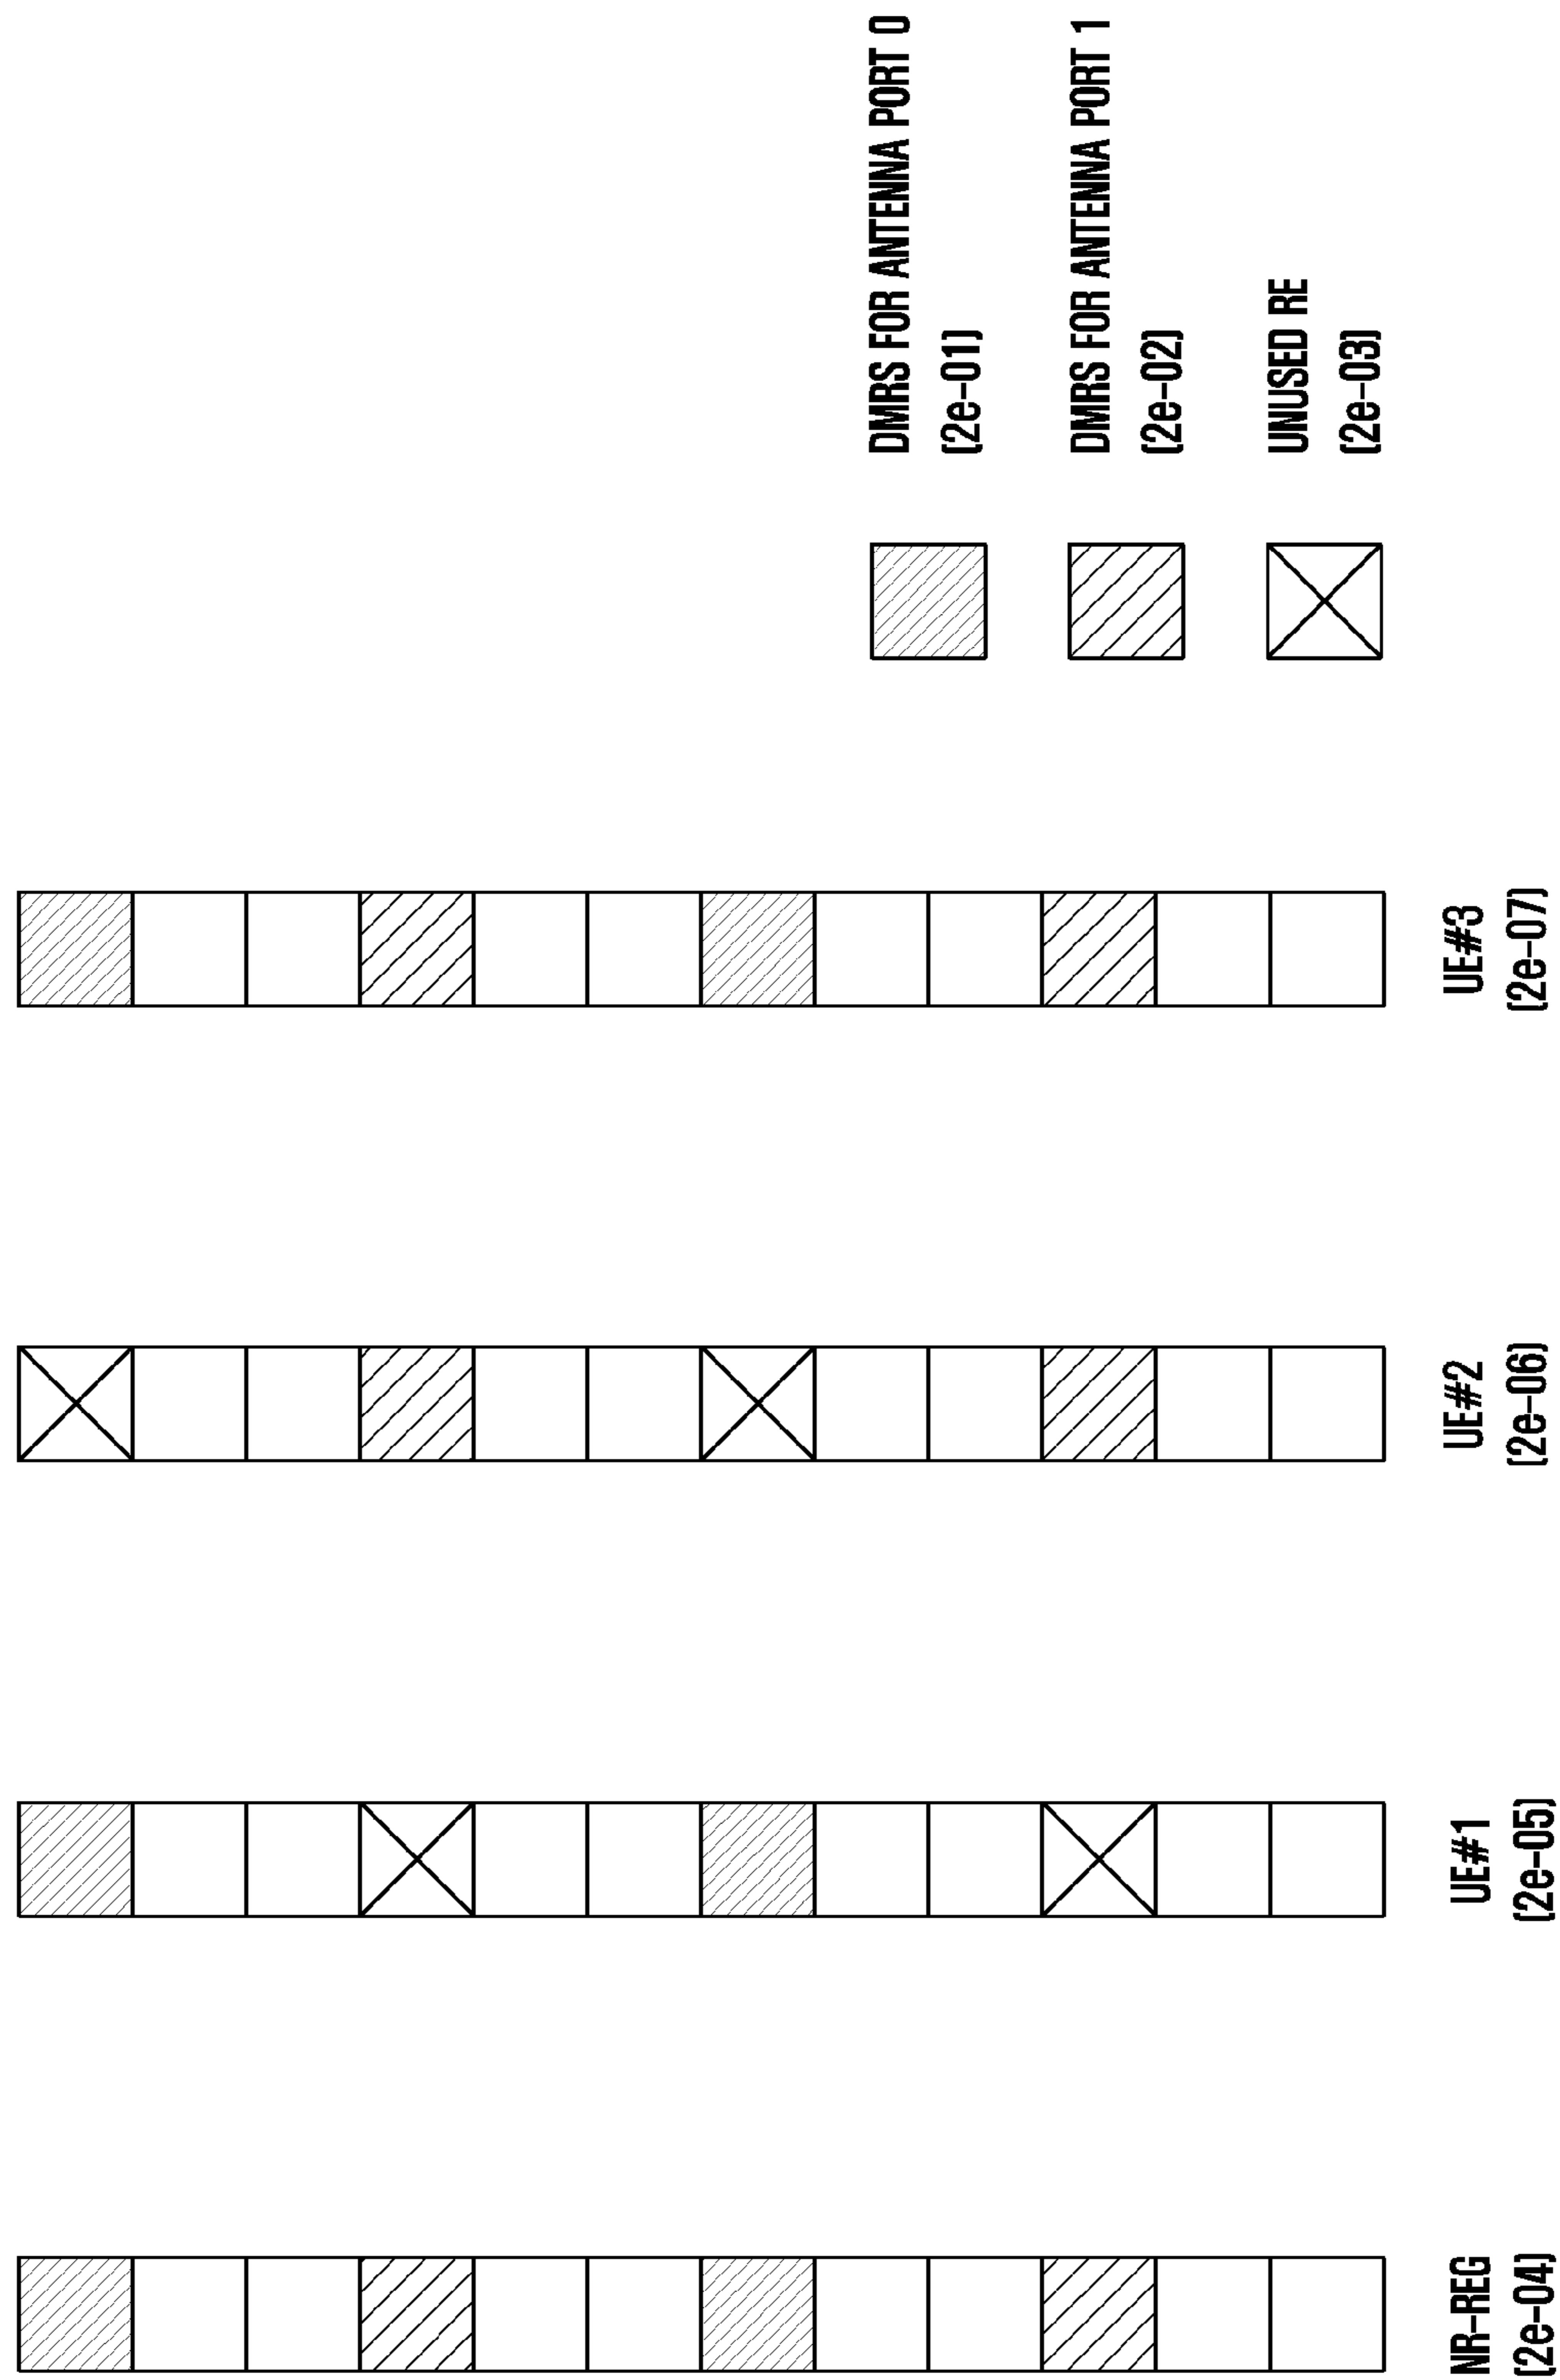 NR-REG
(2e-04)
UE#1
(2e-05)
UE#2
(2e-06)
UE#3
(2e-07)
DMRS FOR ANTENNA PORT 0
(2e-01)
DMRS FOR ANTENNA PORT 1
(2e-02)
UNUSED RE
(2e-03)